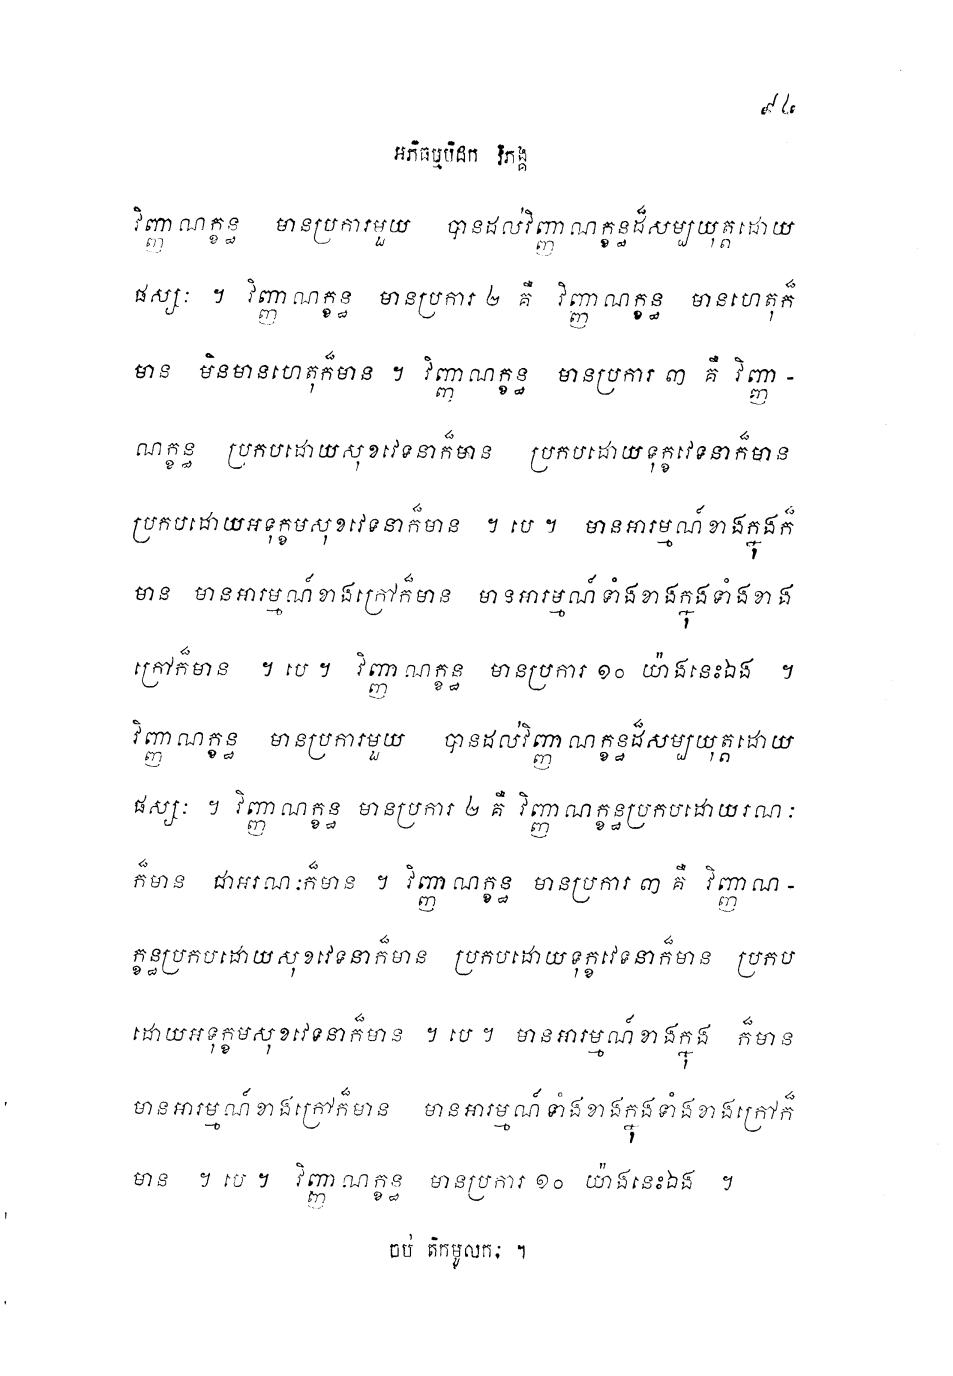 ៩៤
អភិធម្មបិដក វិភង្គ
វិញ្ញាណក្ខន្ធ មានប្រការមួយ បានដល់វិញ្ញាណក្ខន្ធដ៏សម្បយុត្តដោយ
ផស្សៈ ។ វិញ្ញាណក្ខន្ធ មានប្រការ ២ គឺ វិញ្ញាណក្ខន្ធ មានហេតុក៏
មាន មិនមានហេតុក៏មាន ។ វិញ្ញាណក្ខន្ធ មានប្រការ ៣ គឺ វិញ្ញា-
ណក្ខន្ធ ប្រកបដោយសុខវេទនាក៏មាន ប្រកបដោយទុក្ខវេទនាក៏មាន
ប្រកបដោយអទុក្ខមសុខវេទនាក៏មាន ។ បេ ។ មានអារម្មណ៍ខាងក្នុងក៏
មាន មានអារម្មណ៍ខាងក្រៅក៏មាន មានអារម្មណ៍ទាំងខាងក្នុងទាំងខាង
ក្រៅក៏មាន ។ បេ ។ វិញ្ញាណក្ខន្ធ មានប្រការ ១០ យ៉ាងនេះឯង ។
វិញ្ញាណក្ខន្ធ មានប្រការមួយ បានដល់វិញ្ញាណក្ខន្ធដ៏សម្បយុត្តដោយ
ផស្សៈ ។ វិញ្ញាណក្ខន្ធ មានប្រការ ២ គឺ វិញ្ញាណក្ខន្ធប្រកបដោយរណៈ
ក៏មាន ជាអរណៈក៏មាន ។ វិញ្ញាណក្ខន្ធ មានប្រការ ៣ គឺ វិញ្ញាណ-
ក្ខន្ធប្រកបដោយសុខវេទនាក៏មាន ប្រកបដោយទុក្ខវេទនាក៏មាន ប្រកប
ដោយអទុក្ខមសុខវេទនាក៏មាន ។ បេ ។ មានអារម្មណ៍ខាងក្នុង ក៏មាន
មានអារម្មណ៍ខាងក្រៅក៏មាន មានអារម្មណ៍ទាំងខាងក្នុងទាំងខាងក្រៅក៏
មាន ។ បេ ។ វិញ្ញាណក្ខន្ធ មានប្រការ ១០ យ៉ាងនេះឯង ។
ចប់ តិកមូលកៈ ។